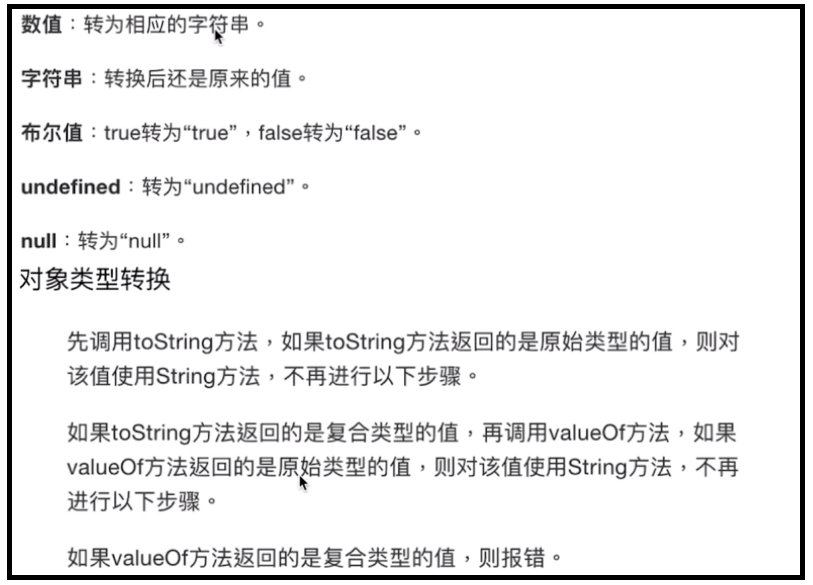 数值：转为相应的字符串。
字符串：转换后还是原来的值。
布尔值：true转为“true”，false转为“false”。
undefined：转为“undefined”。
null：转为“null”。
对象类型转换
先调用toString方法，如果toString方法返回的是原始类型的值，则对
该值使用String方法，不再进行以下步骤。
如果toString方法返回的是复合类型的值，再调用valueOf方法，如果
valueOf方法返回的是原始类型的值，则对该值使用String方法，不再
进行以下步骤。
如果valueOf方法返回的是复合类型的值，则报错。